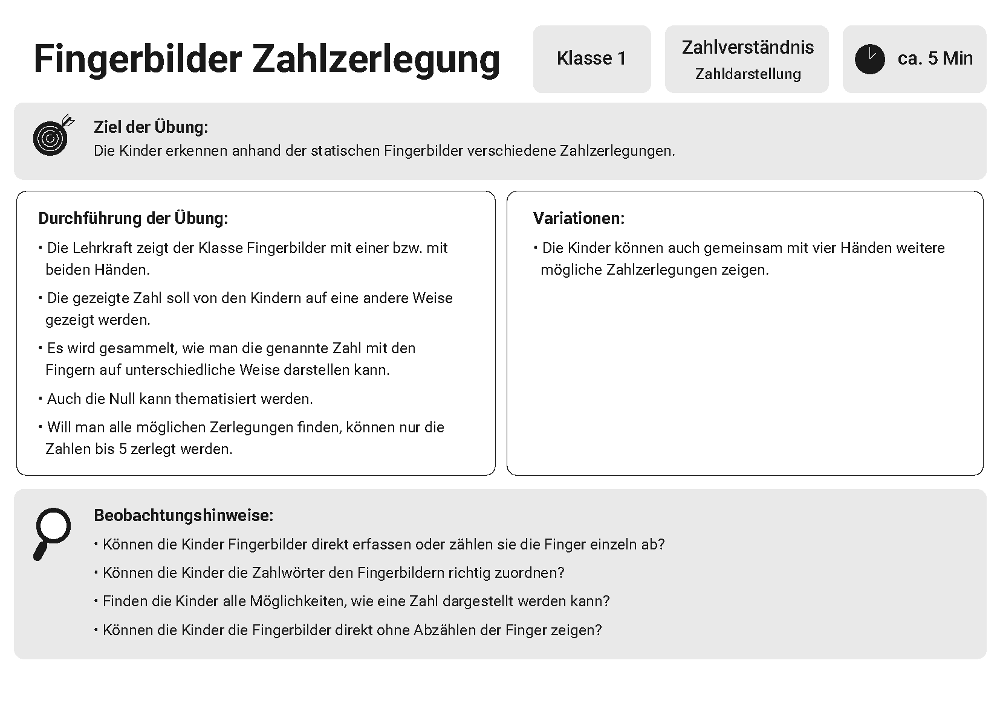 Fingerbilder Zahlzerlegung
Klasse 1
Zahlverständnis
Zahldarstellung
ca. 5 Min
Ziel der Übung:
Die Kinder erkennen anhand der statischen Fingerbilder verschiedene Zahlzerlegungen.
Durchführung der Übung:
• Die Lehrkraft zeigt der Klasse Fingerbilder mit einer bzw. mit
beiden Händen.
• Die gezeigte Zahl soll von den Kindern auf eine andere Weise
gezeigt werden.
• Es wird gesammelt, wie man die genannte Zahl mit den
Fingern auf unterschiedliche Weise darstellen kann.
• Auch die Null kann thematisiert werden.
• Will man alle möglichen Zerlegungen finden, können nur die
Zahlen bis 5 zerlegt werden.
Variationen:
• Die Kinder können auch gemeinsam mit vier Händen weitere
mögliche Zahlzerlegungen zeigen.
Beobachtungshinweise:
• Können die Kinder Fingerbilder direkt erfassen oder zählen sie die Finger einzeln ab?
• Können die Kinder die Zahlwörter den Fingerbildern richtig zuordnen?
• Finden die Kinder alle Möglichkeiten, wie eine Zahl dargestellt werden kann?
• Können die Kinder die Fingerbilder direkt ohne Abzählen der Finger zeigen?